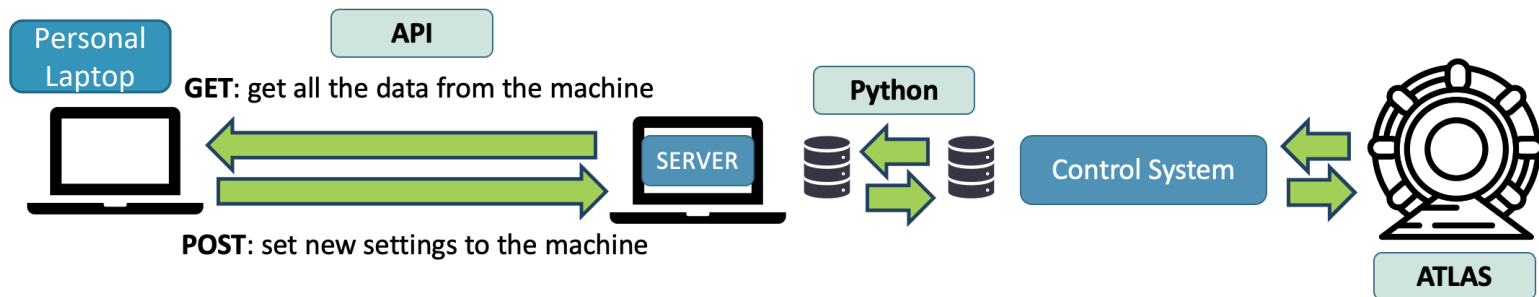 Personal
Laptop
API
GET: get all the data from the machine
SERVER
POST: set new settings to the machine
Python
Control System
ATLAS